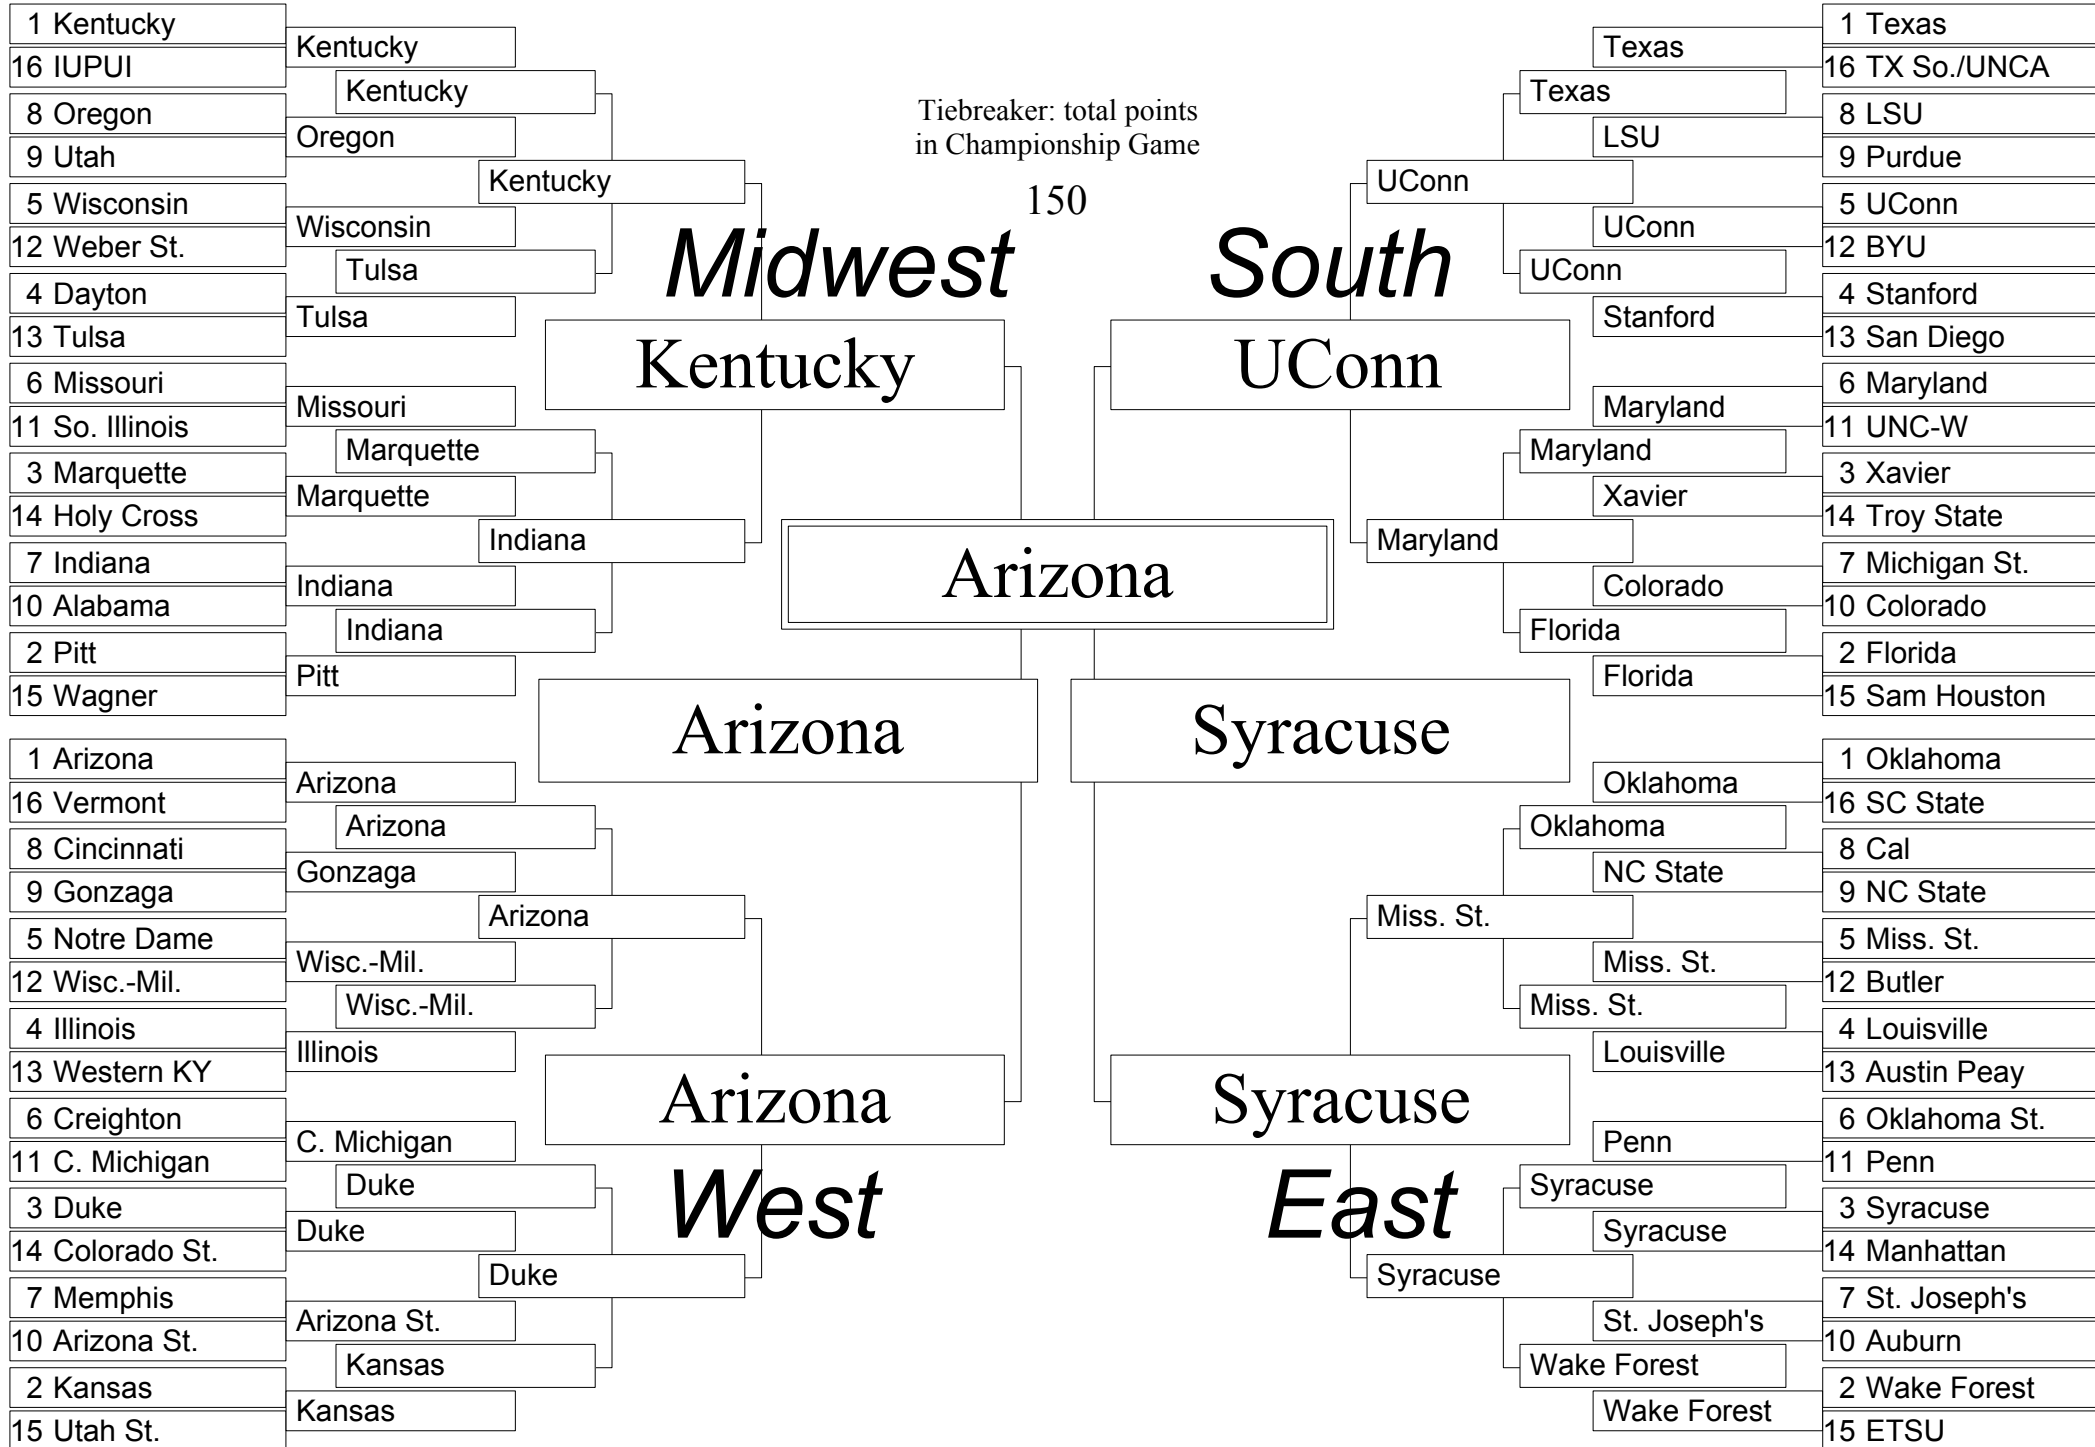 1 Kentucky
16 IUPUI
8 Oregon
9 Utah
5 Wisconsin
12 Weber St.
4 Dayton
13 Tulsa
6 Missouri
11 So. Illinois
3 Marquette
14 Holy Cross
7 Indiana
10 Alabama
2 Pitt
15 Wagner
Kentucky
Oregon
Wisconsin
Tulsa
Missouri
Marquette
Indiana
Pitt
Kentucky
Tulsa
Marquette
Indiana
Kentucky
Indiana
Midwest
Kentucky
1 Arizona
16 Vermont
8 Cincinnati
9 Gonzaga
5 Notre Dame
12 Wisc.-Mil.
4 Illinois
13 Western KY
6 Creighton
11 C. Michigan
3 Duke
14 Colorado St.
7 Memphis
10 Arizona St.
2 Kansas
15 Utah St.
Arizona
Gonzaga
Wisc.-Mil.
Illinois
C. Michigan
Duke
Arizona St.
Kansas
Arizona
Wisc.-Mil.
Duke
Kansas
Arizona
Duke
Arizona
West
Tiebreaker: total points
in Championship Game
150
Arizona
Arizona
Syracuse
South
UConn
UConn
Maryland
Texas
UConn
Maryland
Florida
Texas
LSU
UConn
Stanford
Maryland
Xavier
Colorado
Florida
1 Texas
16 TX So./UNCA
8 LSU
9 Purdue
5 UConn
12 BYU
4 Stanford
13 San Diego
6 Maryland
11 UNC-W
3 Xavier
14 Troy State
7 Michigan St.
10 Colorado
2 Florida
15 Sam Houston
Syracuse
East
Miss. St.
Syracuse
Oklahoma
Miss. St.
Syracuse
Wake Forest
Oklahoma
NC State
Miss. St.
Louisville
Penn
Syracuse
St. Joseph's
Wake Forest
1 Oklahoma
16 SC State
8 Cal
9 NC State
5 Miss. St.
12 Butler
4 Louisville
13 Austin Peay
6 Oklahoma St.
11 Penn
3 Syracuse
14 Manhattan
7 St. Joseph's
10 Auburn
2 Wake Forest
15 ETSU